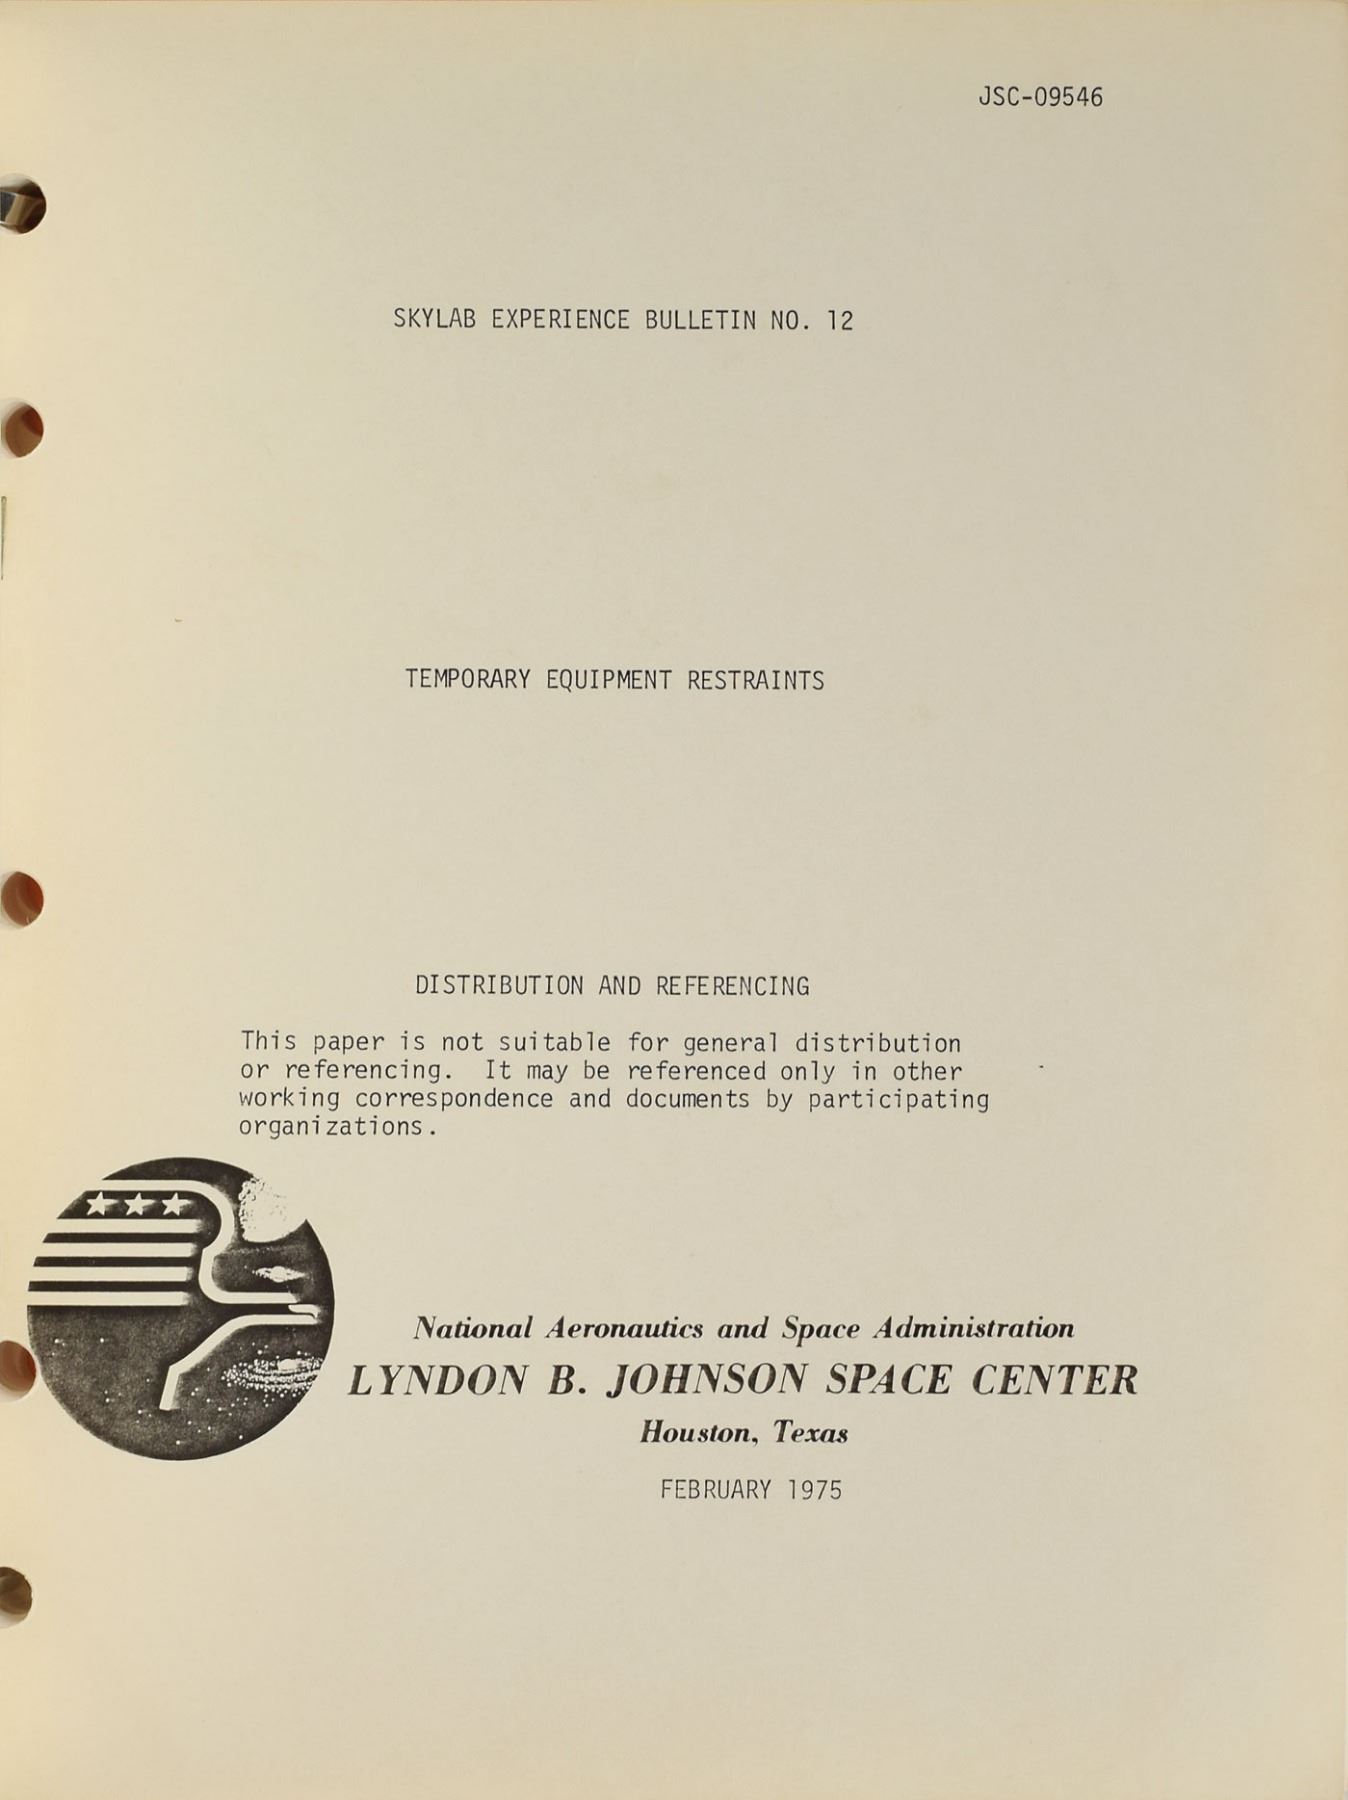 JSC-09546
SKYLAB EXPERIENCE BULLETIN NO. 12
TEMPORARY EQUIPMENT RESTRAINTS
DISTRIBUTION AND REFERENCING
This paper is not suitable for general distribution
or referencing. It may be referenced only in other
working correspondence and documents by participating
organizations.
National Aeronautics and Space Administration
LYNDON B. JOHNSON SPACE CENTER
Houston, Texas
FEBRUARY 1975